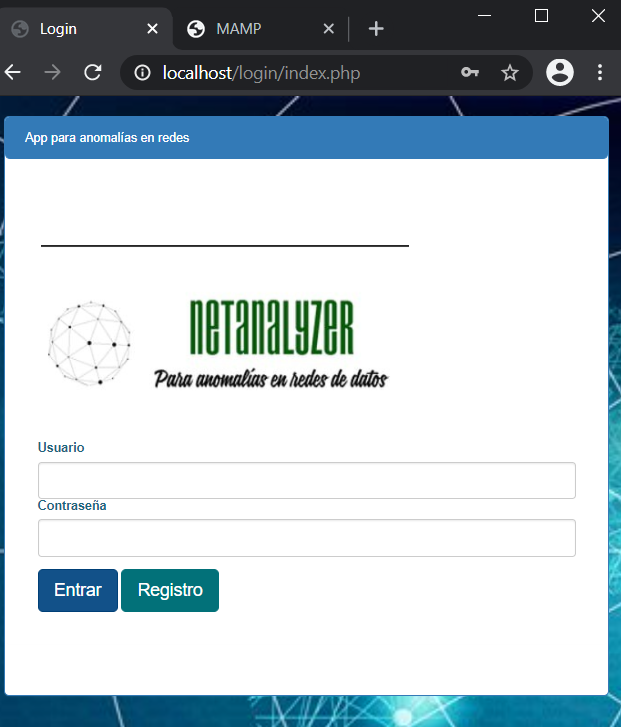 Login
MAMP
localhost/login/index.php
App para anomalías en redes
NETANALYZER
Para anomalías en redes de datos
Usuario
Contraseña
Entrar Registro